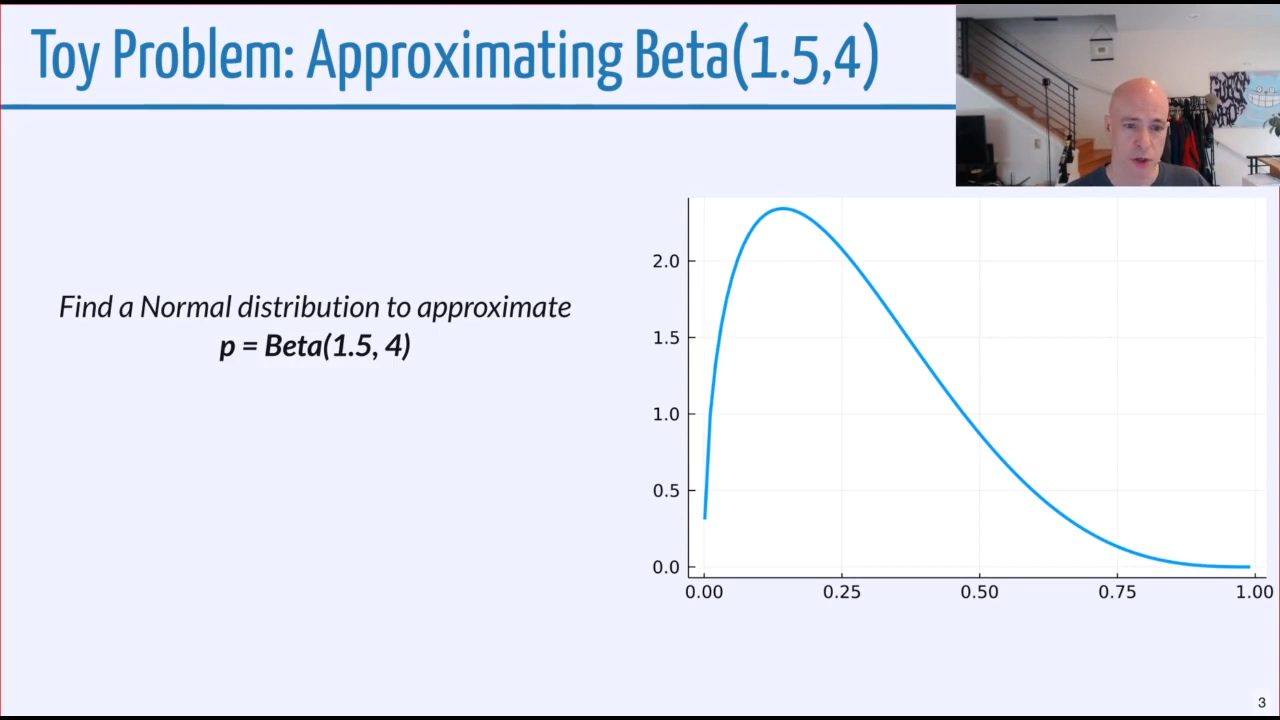 Toy Problem: Approximating Beta(1.5,4)
Find a Normal distribution to approximate
p = Beta(1.5, 4)
2.0
1.5
1.0
0.5
0.0
0.00 0.25 0.50 0.75 1.00
3